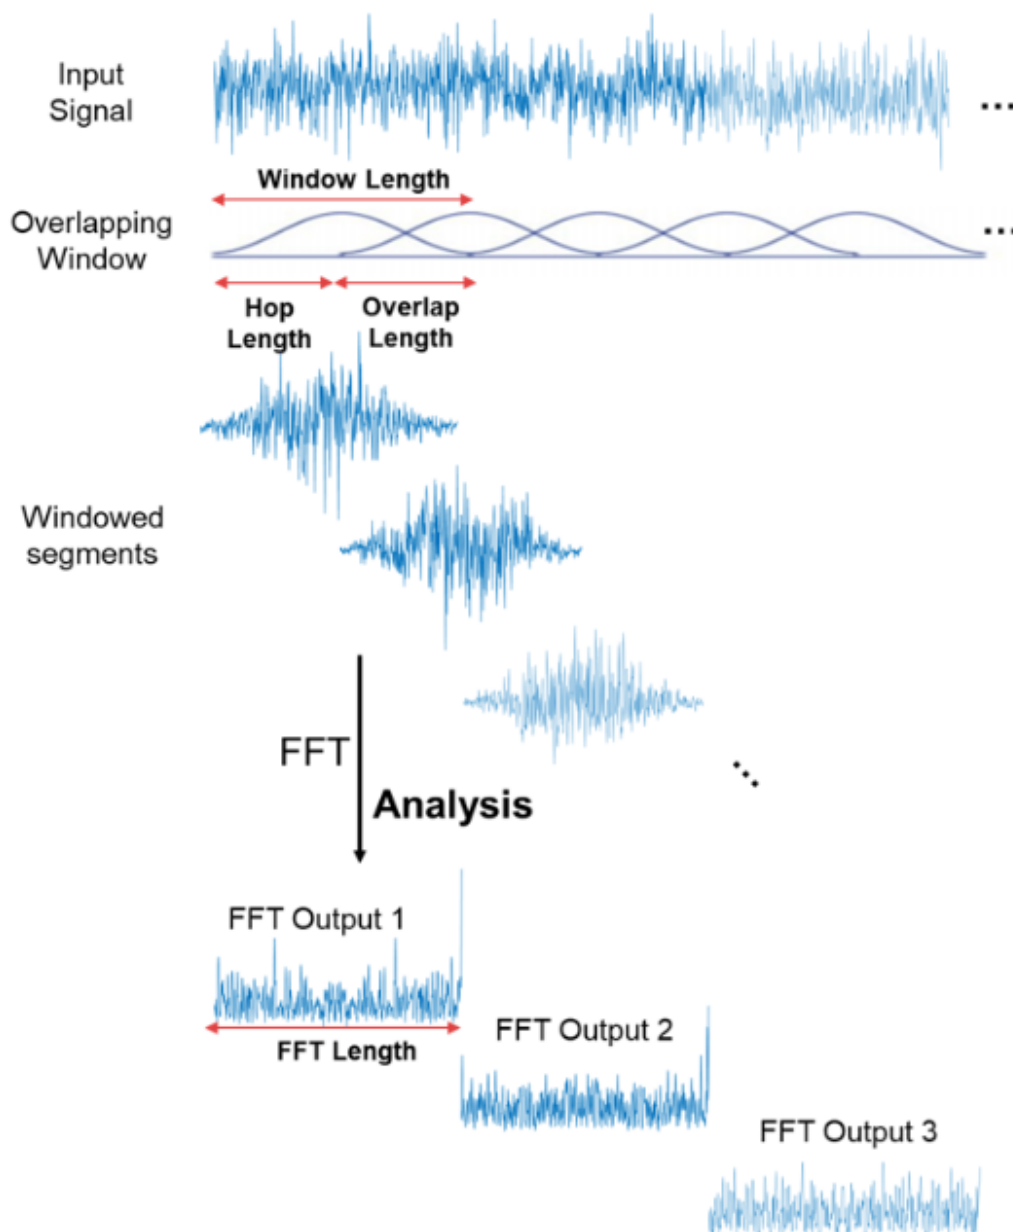 Input
Signal
...
Window Length
Overlapping
Window
...
Hop
Length
Overlap
Length
Windowed
segments
...
FFT
Analysis
FFT Output 1
FFT Length
FFT Output 2
FFT Output 3